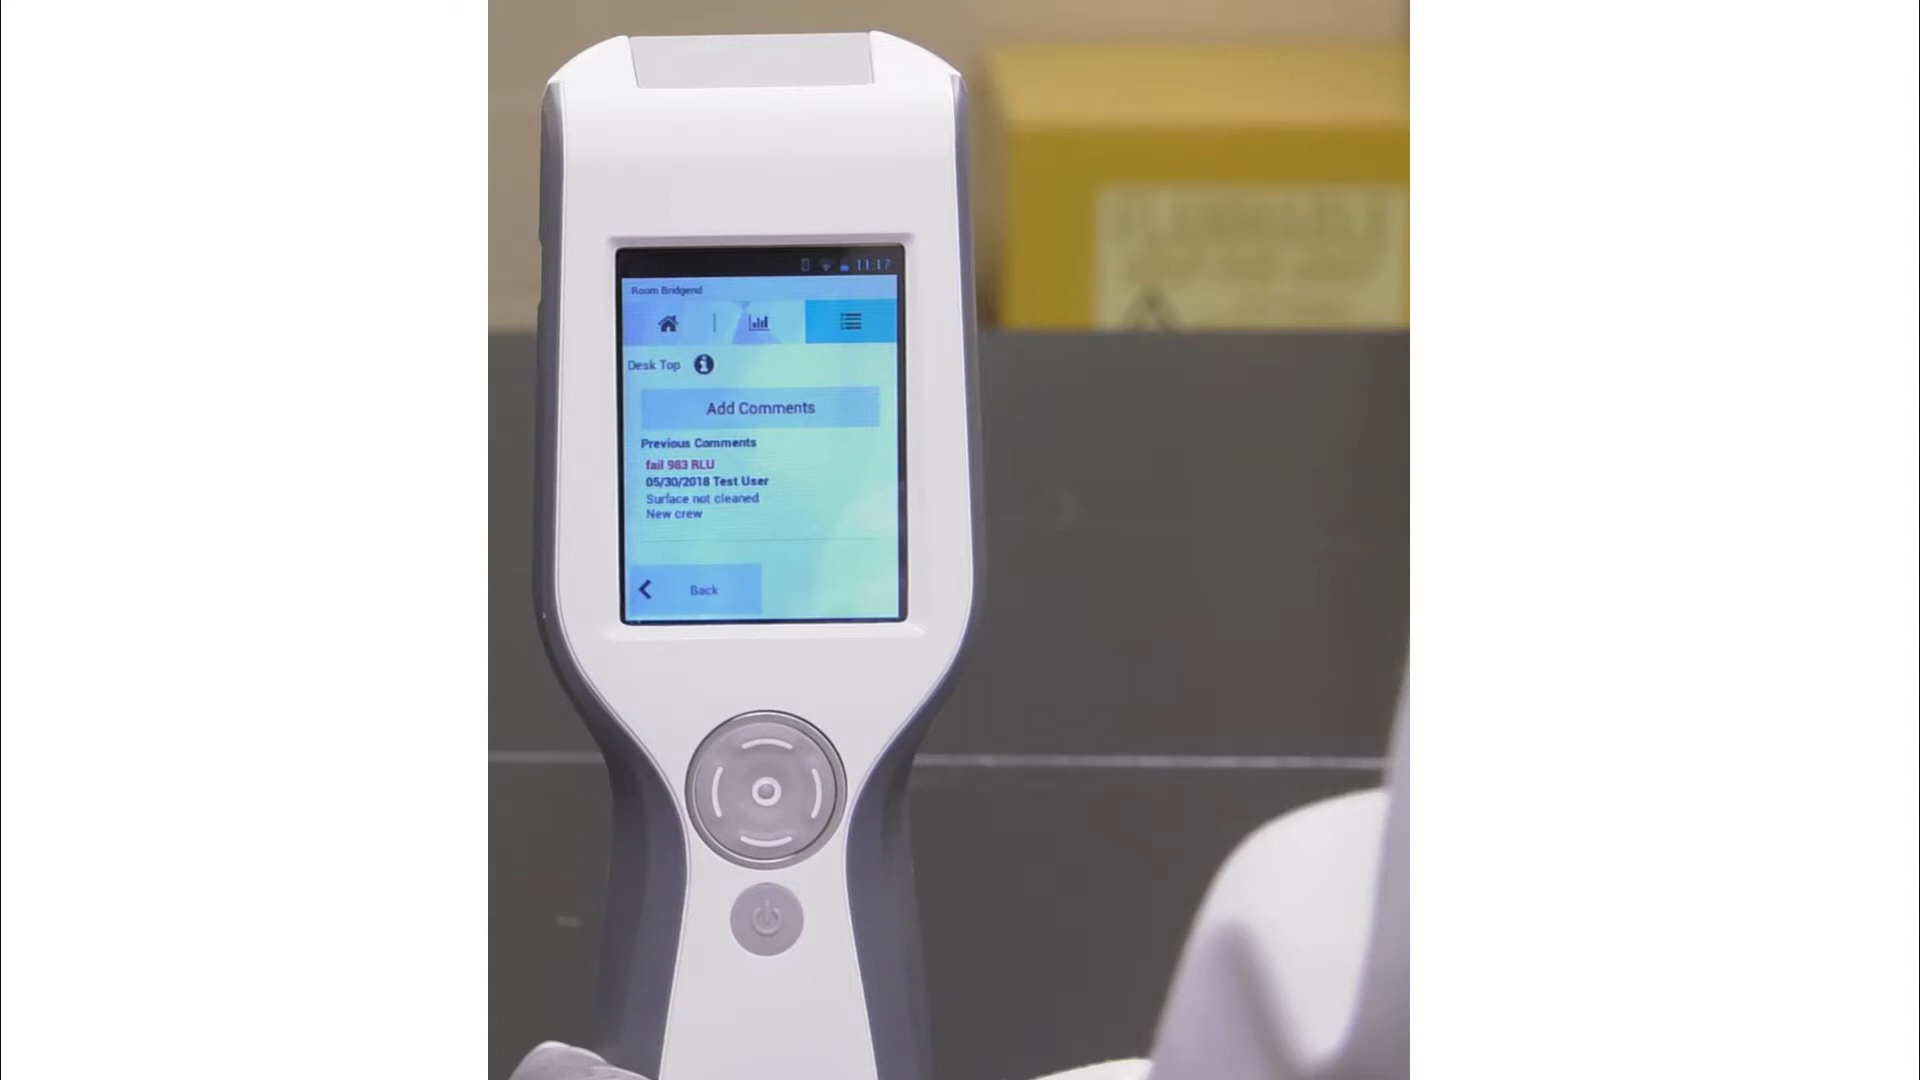 11:17
Room Bridgend
Desk Top
Add Comments
Previous Comments
fail 983 RLU
05/30/2018 Test User
Surface not cleaned
New crew
Back